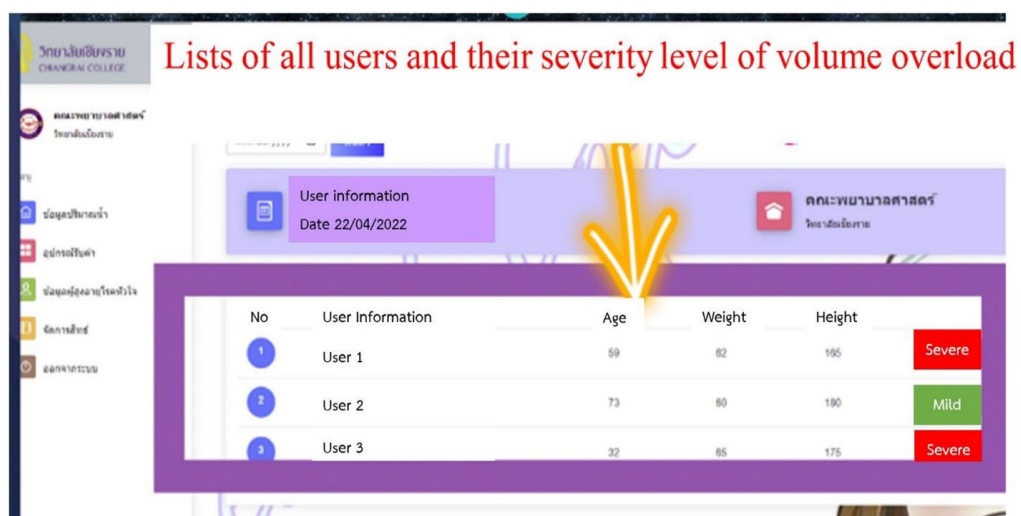 วิทยาลัยเชียงราย
CHIANGRAI COLLEGE
Lists of all users and their severity level of volume overload
คณะพยาบาลศาสตร์
วิทยาลัยเชียงราย
ข้อมูลปริมาณน้ำ
อุปกรณ์รับค่า
ข้อมูลผู้สูงอายุโรคหัวใจ
จัดการสิทธ์
ออกจากระบบ
User information
Date 22/04/2022
คณะพยาบาลศาสตร์
วิทยาลัยเชียงราย
No User Information Age Weight Height
1 User 1 59 62 165 Severe
2 User 2 73 60 180 Mild
3 User 3 32 65 175 Severe